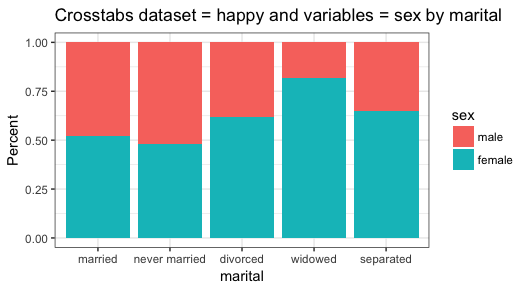 Crosstabs dataset = happy and variables = sex by marital
1.00
0.75
0.50
0.25
0.00
Percent
married never married divorced widowed separated
marital
sex
male
female